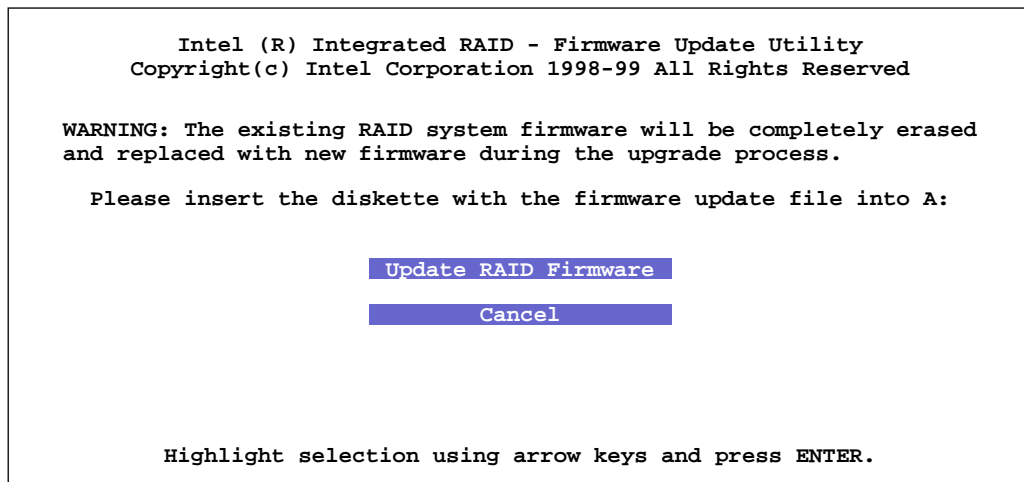 Intel (R) Integrated RAID - Firmware Update Utility
Copyright(c) Intel Corporation 1998-99 All Rights Reserved
WARNING: The existing RAID system firmware will be completely erased
and replaced with new firmware during the upgrade process.
Please insert the diskette with the firmware update file into A:
Update RAID Firmware
Cancel
Highlight selection using arrow keys and press ENTER.